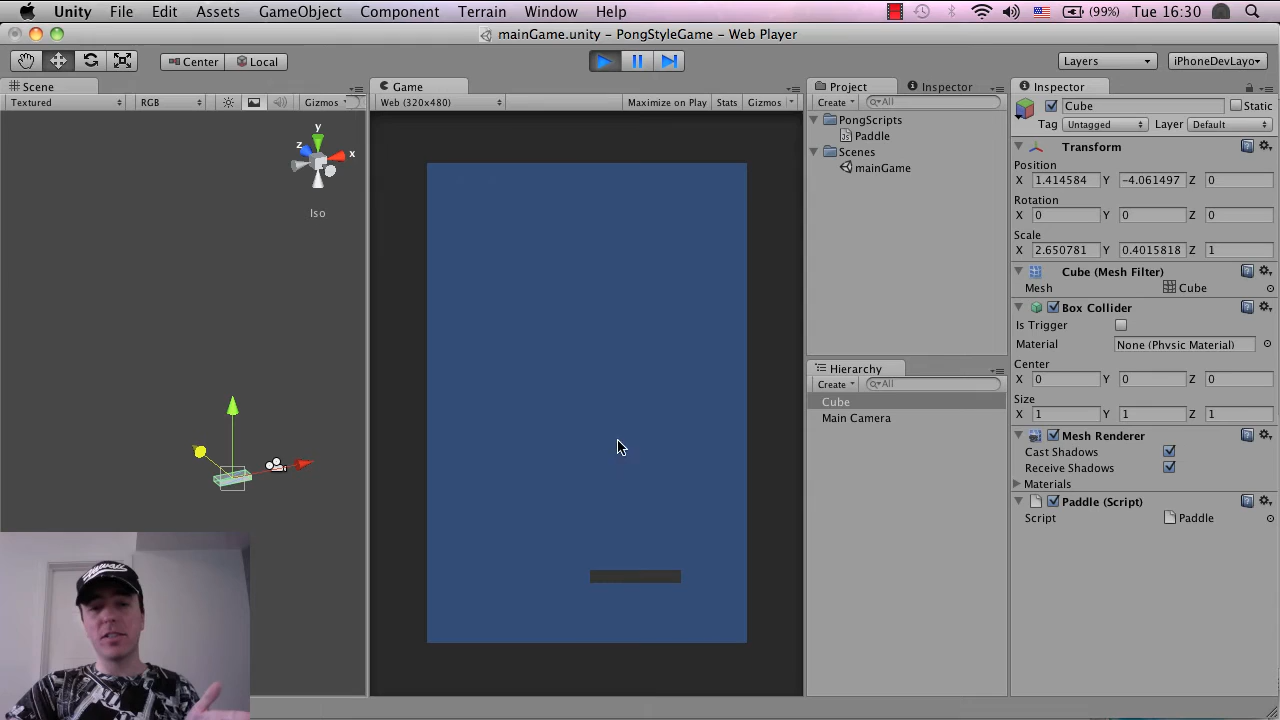 Unity File Edit Assets GameObject Component Terrain Window Help (99%) Tue 16:30
mainGame.unity – PongStyleGame – Web Player
Center Local Layers iPhoneDevLayo
Scene Game Project Inspector Inspector
Textured RGB Gizmos Web (320x480) Maximize on Play Stats Gizmos Create All
Cube Static
Tag Untagged Layer Default
PongScripts
Paddle
Scenes
mainGame
y
z
x
Iso
Transform
Position
X 1.414584 Y -4.061497 Z 0
Rotation
X 0 Y 0 Z 0
Scale
X 2.650781 Y 0.4015818 Z 1
Cube (Mesh Filter)
Mesh Cube
Box Collider
Is Trigger
Material None (Physic Material)
Center
X 0 Y 0 Z 0
Size
X 1 Y 1 Z 1
Hierarchy
Create All
Cube
Main Camera
Mesh Renderer
Cast Shadows
Receive Shadows
Materials
Paddle (Script)
Script Paddle